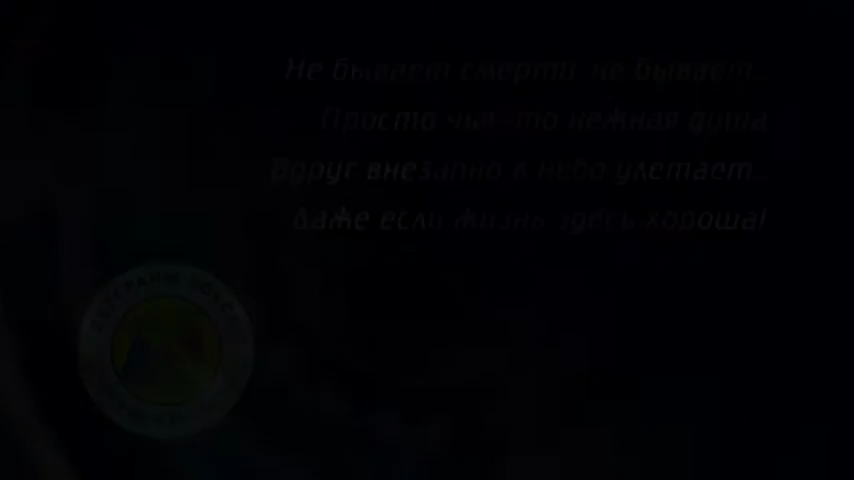 Не бывает смерти, не бывает...
Просто чья-то нежная душа
Вдруг внезапно в небо улетает...
Даже если жизнь здесь хороша!